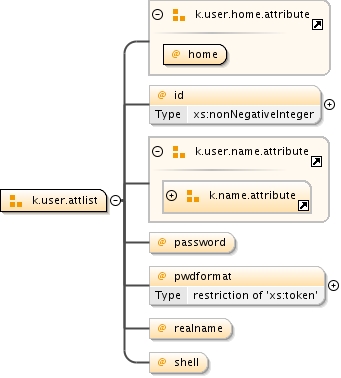 k.user.home.attribute
@ home
@ id
Type xs:nonNegativeInteger
k.user.name.attribute
k.user.attlist
k.name.attribute
@ password
@ pwdformat
Type restriction of 'xs:token'
@ realname
@ shell